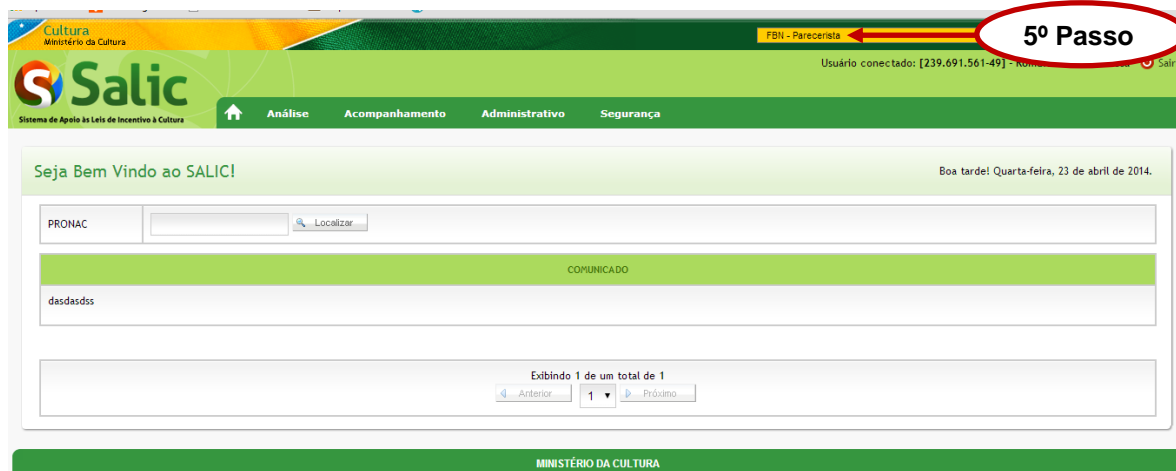 Cultura
Ministério da Cultura
FBN - Parecerista
5º Passo
Usuário conectado: [239.691.561-49] -
Sair
Salic
Sistema de Apoio às Leis de Incentivo à Cultura
Análise Acompanhamento Administrativo Segurança
Seja Bem Vindo ao SALIC!
Boa tarde! Quarta-feira, 23 de abril de 2014.
PRONAC
Localizar
COMUNICADO
dasdasdss
Exibindo 1 de um total de 1
Anterior 1 Próximo
MINISTÉRIO DA CULTURA